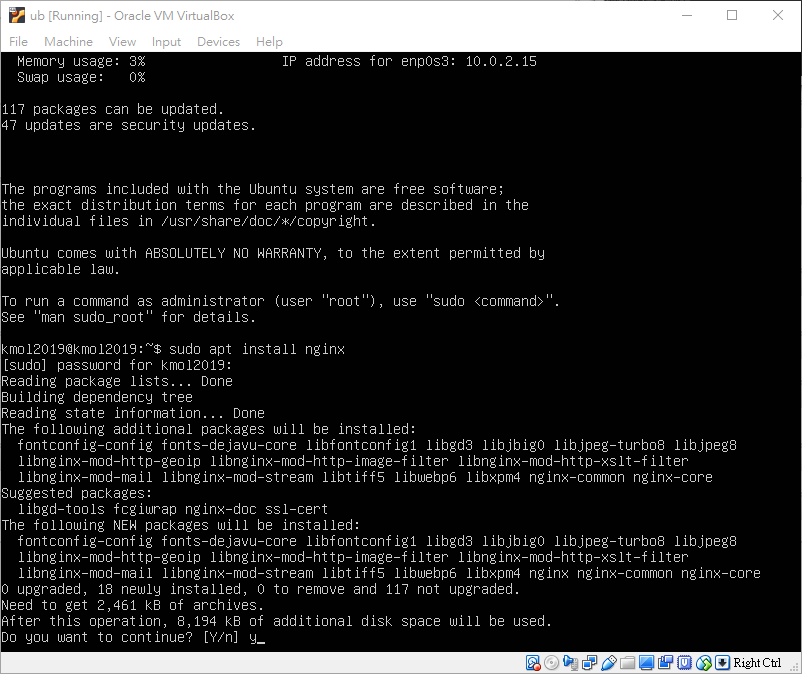 ub [Running] - Oracle VM VirtualBox
File Machine View Input Devices Help
Memory usage: 3% IP address for enp0s3: 10.0.2.15
Swap usage: 0%
117 packages can be updated.
47 updates are security updates.
The programs included with the Ubuntu system are free software;
the exact distribution terms for each program are described in the
individual files in /usr/share/doc/*/copyright.
Ubuntu comes with ABSOLUTELY NO WARRANTY, to the extent permitted by
applicable law.
To run a command as administrator (user "root"), use "sudo <command>".
See "man sudo_root" for details.
kmol2019@kmol2019:~$ sudo apt install nginx
[sudo] password for kmol2019:
Reading package lists... Done
Building dependency tree
Reading state information... Done
The following additional packages will be installed:
fontconfig-config fonts-dejavu-core libfontconfig1 libgd3 libjbig0 libjpeg-turbo8 libjpeg8
libnginx-mod-http-geoip libnginx-mod-http-image-filter libnginx-mod-http-xslt-filter
libnginx-mod-mail libnginx-mod-stream libtiff5 libwebp6 libxpm4 nginx-common nginx-core
Suggested packages:
libgd-tools fcgiwrap nginx-doc ssl-cert
The following NEW packages will be installed:
fontconfig-config fonts-dejavu-core libfontconfig1 libgd3 libjbig0 libjpeg-turbo8 libjpeg8
libnginx-mod-http-geoip libnginx-mod-http-image-filter libnginx-mod-http-xslt-filter
libnginx-mod-mail libnginx-mod-stream libtiff5 libwebp6 libxpm4 nginx nginx-common nginx-core
0 upgraded, 18 newly installed, 0 to remove and 117 not upgraded.
Need to get 2,461 kB of archives.
After this operation, 8,194 kB of additional disk space will be used.
Do you want to continue? [Y/n] y_
Right Ctrl